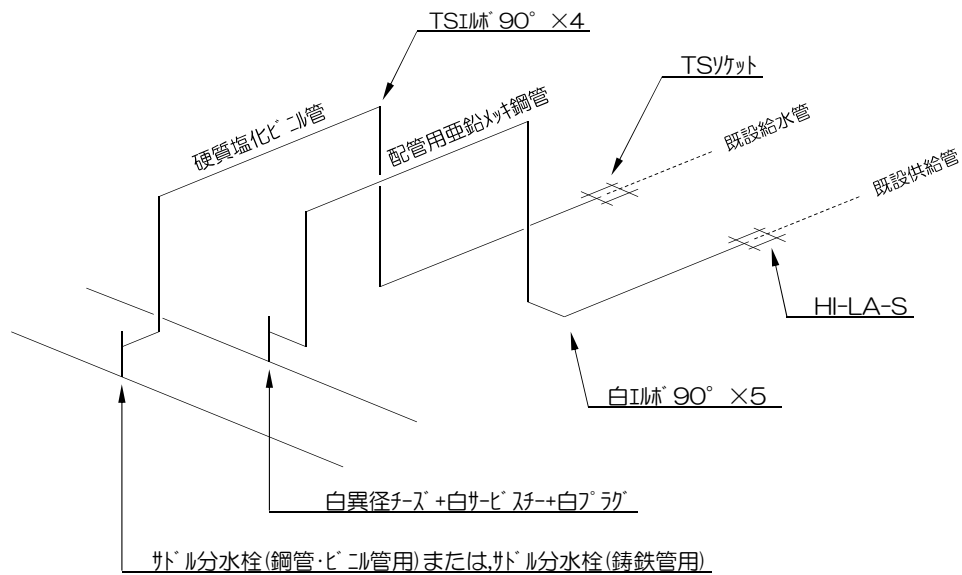 TSｴﾙﾎﾞ90° ×4
TSｿｹｯﾄ
硬質塩化ﾋﾞﾆﾙ管
配管用亜鉛ﾒｯｷ鋼管
既設給水管
既設供給管
HI-LA-S
白ｴﾙﾎﾞ90° ×5
白異径ﾁｰｽﾞ+白ｻｰﾋﾞｽﾁｰ+白ﾌﾟﾗｸﾞ
ｻﾄﾞﾙ分水栓(鋼管･ﾋﾞﾆﾙ管用)または,ｻﾄﾞﾙ分水栓(鋳鉄管用)